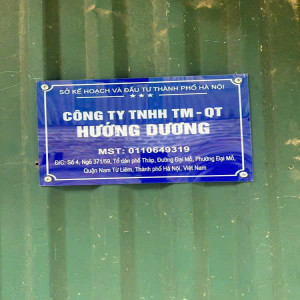 SỞ KẾ HOẠCH VÀ ĐẦU TƯ THÀNH PHỐ HÀ NỘI
CÔNG TY TNHH TM - QT
HƯỚNG DƯƠNG
MST: 0110649319
Đ/C: Số 4, Ngõ 371/59, Tổ dân phố Tháp, Đường Đại Mỗ, Phường Đại Mỗ,
Quận Nam Từ Liêm, Thành phố Hà Nội, Việt Nam